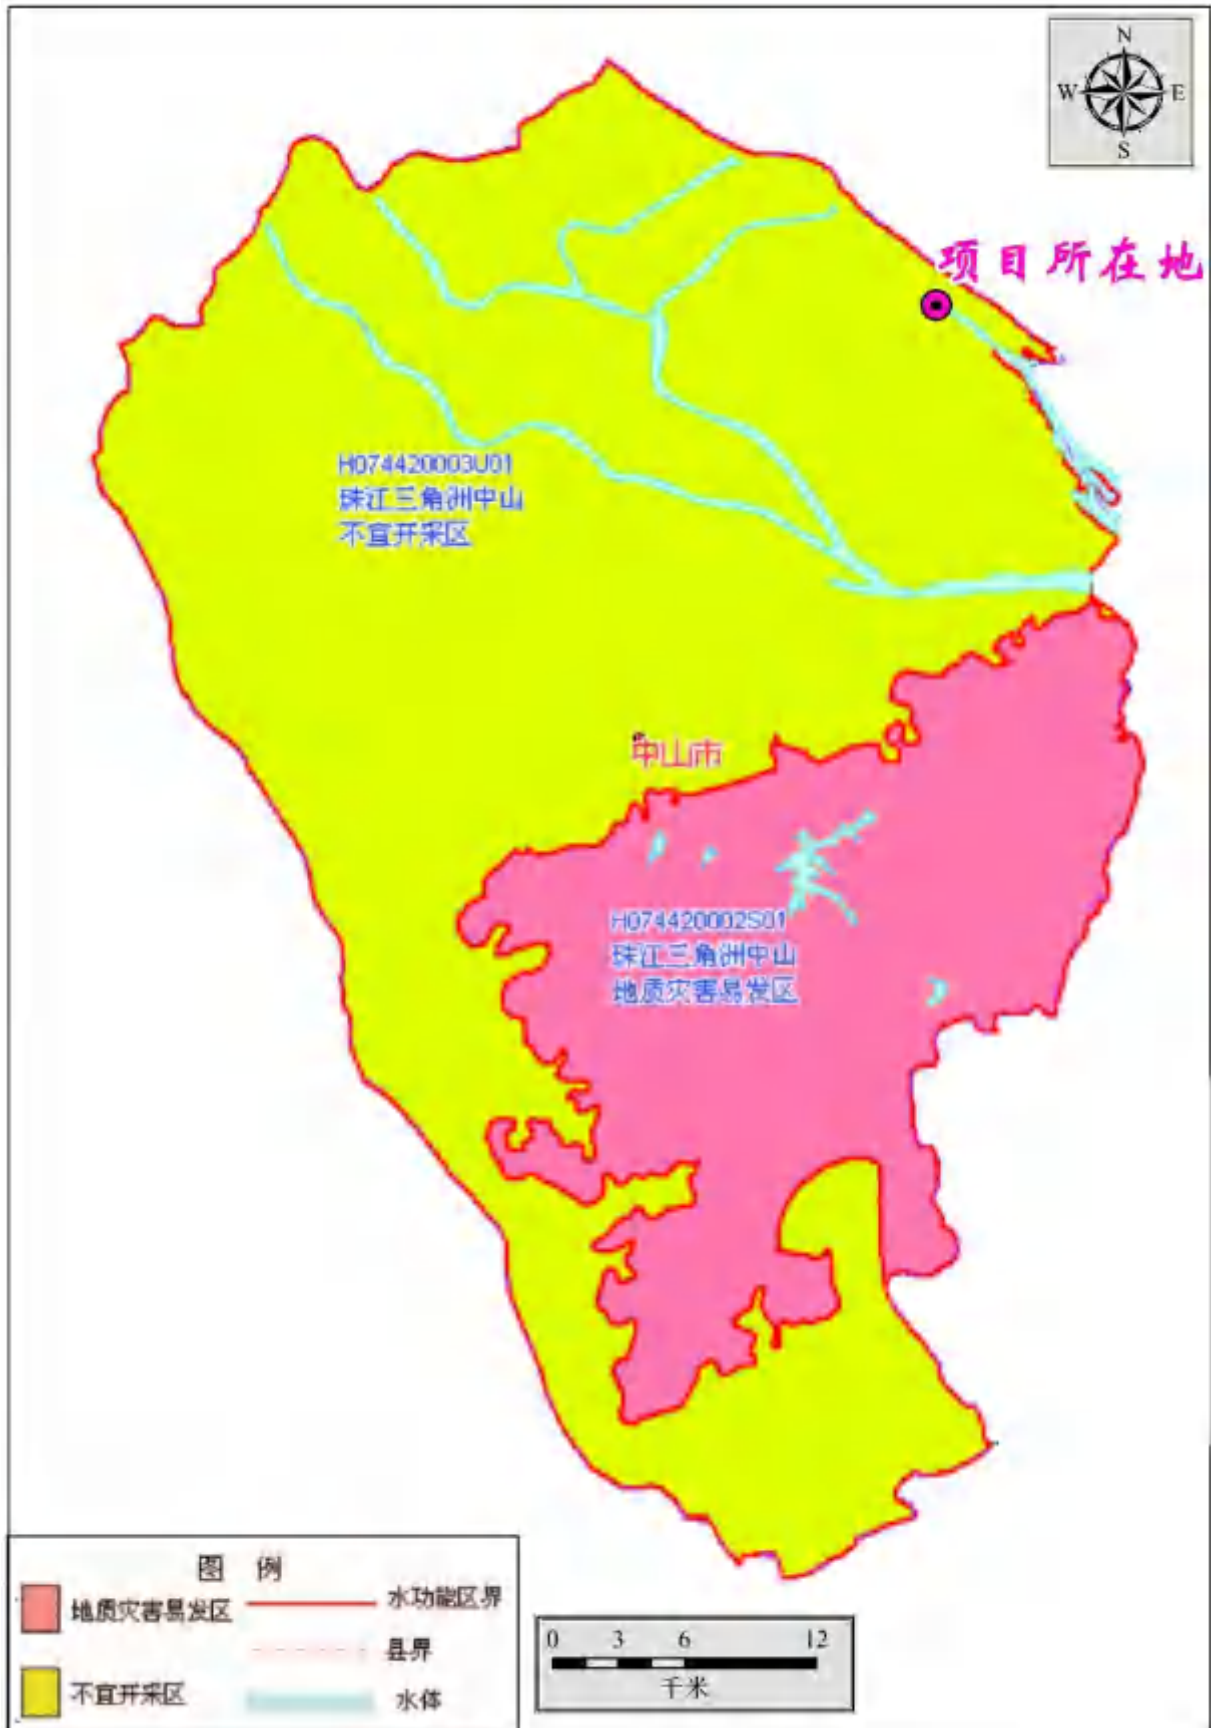 N
W E
S
项目所在地
H074420003U01
珠江三角洲中山
不宜开采区
中山市
H074420002S01
珠江三角洲中山
地质灾害易发区
图 例
地质灾害易发区 水功能区界
县界
不宜开采区 水体
0 3 6 12
千米